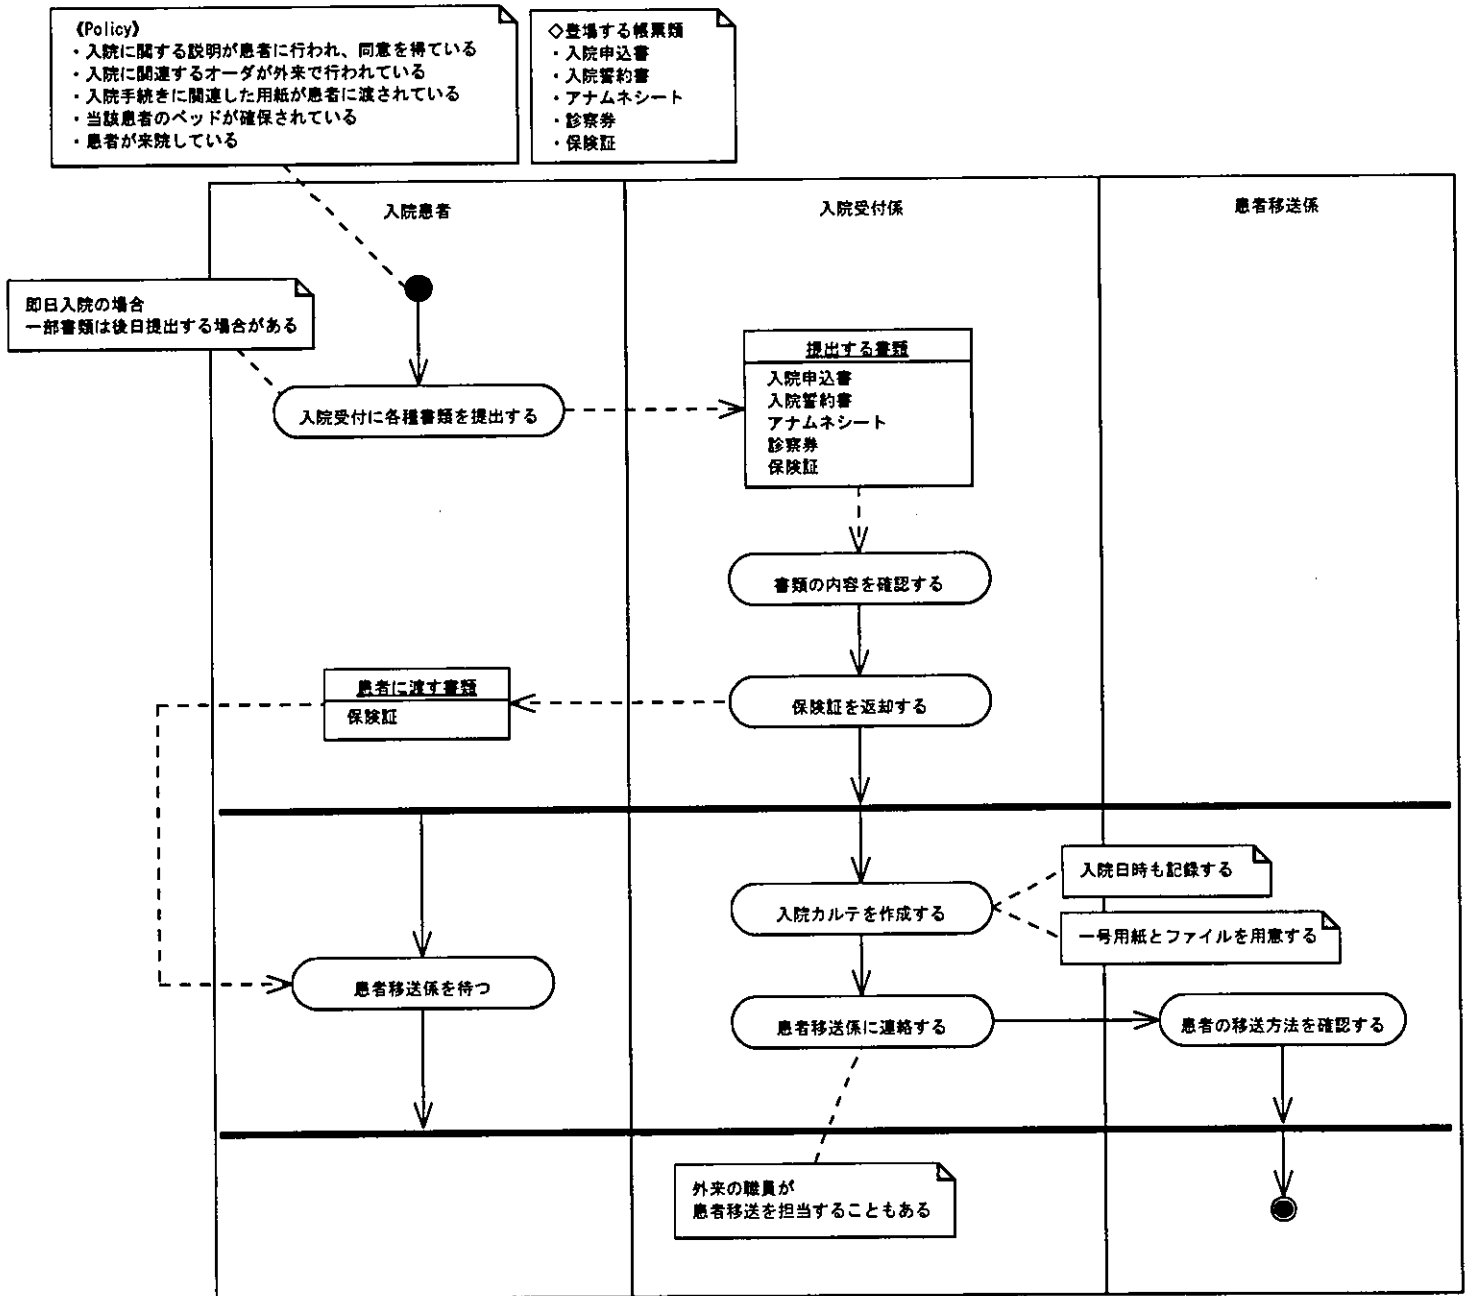 《Policy》
・入院に関する説明が患者に行われ、同意を得ている
・入院に関連するオーダが外来で行われている
・入院手続きに関連した用紙が患者に渡されている
・当該患者のベッドが確保されている
・患者が来院している
◇登場する帳票類
・入院申込書
・入院誓約書
・アナムネシート
・診察券
・保険証
入院患者
入院受付係
患者移送係
即日入院の場合
一部書類は後日提出する場合がある
入院受付に各種書類を提出する
提出する書類
入院申込書
入院誓約書
アナムネシート
診察券
保険証
書類の内容を確認する
患者に渡す書類
保険証
保険証を返却する
入院カルテを作成する
入院日時も記録する
一号用紙とファイルを用意する
患者移送係を待つ
患者移送係に連絡する
患者の移送方法を確認する
外来の職員が
患者移送を担当することもある